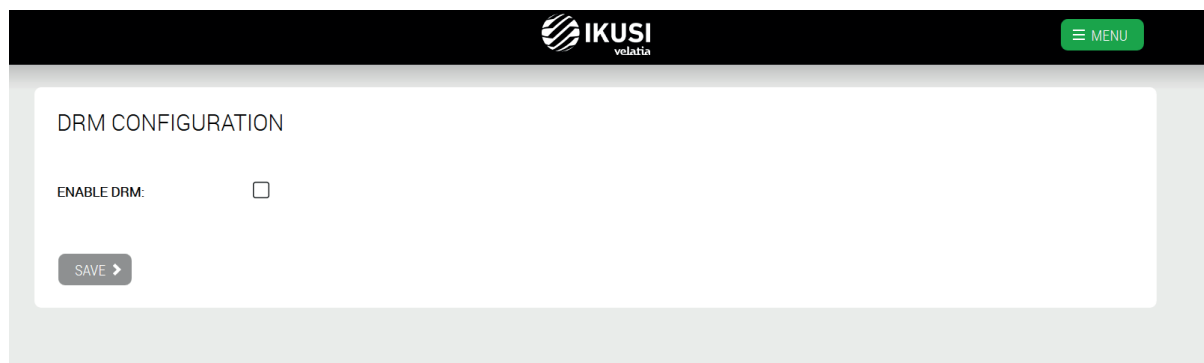 IKUSI
velatia
MENU
DRM CONFIGURATION
ENABLE DRM:
SAVE